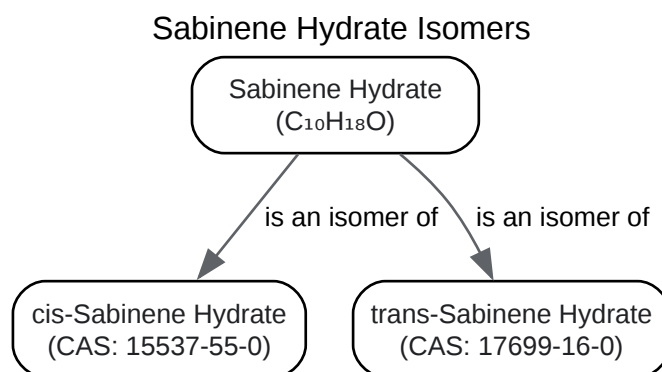 Sabinene Hydrate Isomers
Sabinene Hydrate
(C₁₀H₁₈O)
is an isomer of
is an isomer of
cis-Sabinene Hydrate
(CAS: 15537-55-0)
trans-Sabinene Hydrate
(CAS: 17699-16-0)